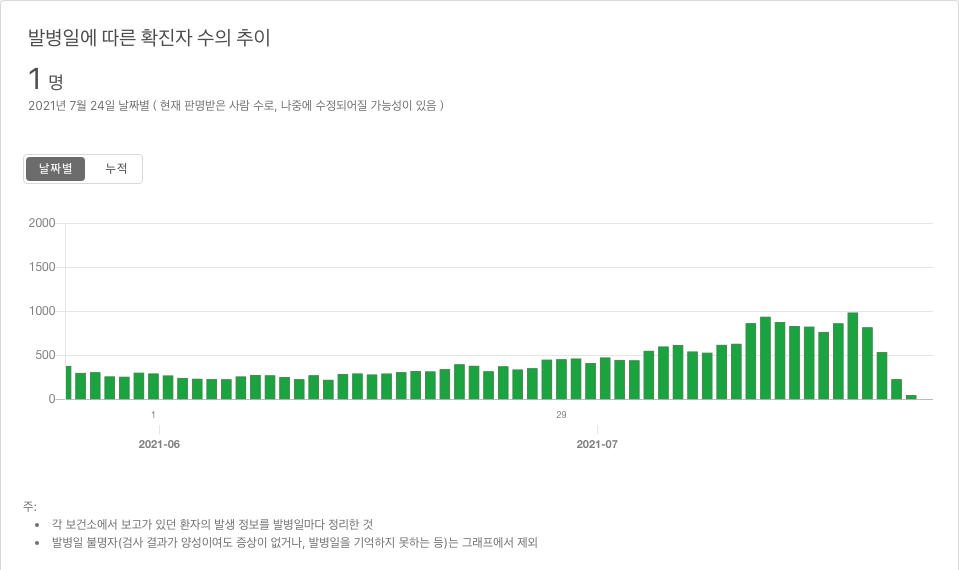 발병일에 따른 확진자 수의 추이
1 명
2021년 7월 24일 날짜별 ( 현재 판명받은 사람 수로, 나중에 수정되어질 가능성이 있음 )
날짜별 누적
2000
1500
1000
500
0
1 29
2021-06 2021-07
주:
• 각 보건소에서 보고가 있던 환자의 발생 정보를 발병일마다 정리한 것
• 발병일 불명자(검사 결과가 양성이여도 증상이 없거나, 발병일을 기억하지 못하는 등)는 그래프에서 제외